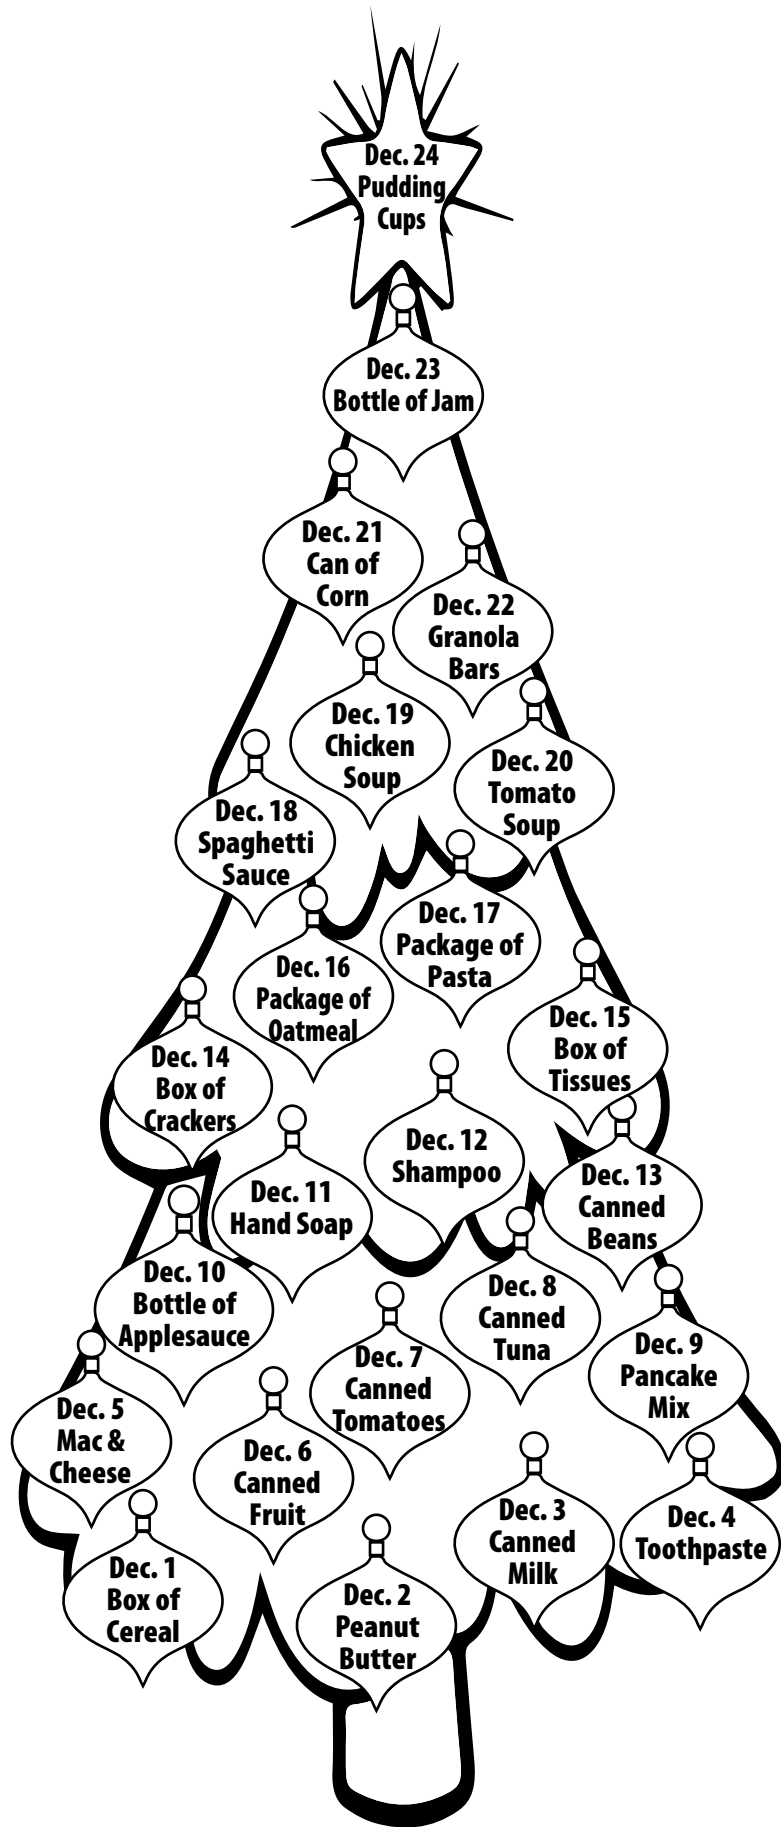 Dec. 24
Pudding
Cups
Dec. 23
Bottle of Jam
Dec. 21
Can of
Corn
Dec. 22
Granola
Bars
Dec. 19
Chicken
Soup
Dec. 20
Tomato
Soup
Dec. 18
Spaghetti
Sauce
Dec. 17
Package of
Pasta
Dec. 16
Package of
Oatmeal
Dec. 15
Box of
Tissues
Dec. 14
Box of
Crackers
Dec. 12
Shampoo
Dec. 13
Canned
Beans
Dec. 11
Hand Soap
Dec. 10
Bottle of
Applesauce
Dec. 8
Canned
Tuna
Dec. 9
Pancake
Mix
Dec. 7
Canned
Tomatoes
Dec. 5
Mac &
Cheese
Dec. 6
Canned
Fruit
Dec. 3
Canned
Milk
Dec. 4
Toothpaste
Dec. 1
Box of
Cereal
Dec. 2
Peanut
Butter